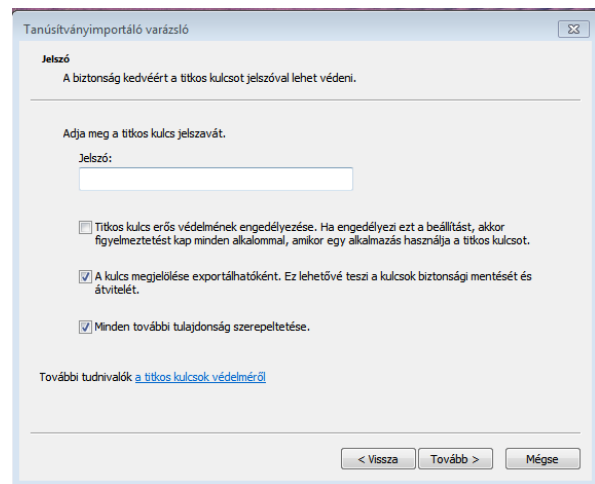 Tanúsítványimportáló varázsló
Jelszó
A biztonság kedvéért a titkos kulcsot jelszóval lehet védeni.
Adja meg a titkos kulcs jelszavát.
Jelszó:
Titkos kulcs erős védelmének engedélyezése. Ha engedélyezi ezt a beállítást, akkor
figyelmeztetést kap minden alkalommal, amikor egy alkalmazás használja a titkos kulcsot.
A kulcs megjelölése exportálhatóként. Ez lehetővé teszi a kulcsok biztonsági mentését és
átvitelét.
Minden további tulajdonság szerepeltetése.
További tudnivalók a titkos kulcsok védelméről
< Vissza Tovább > Mégse